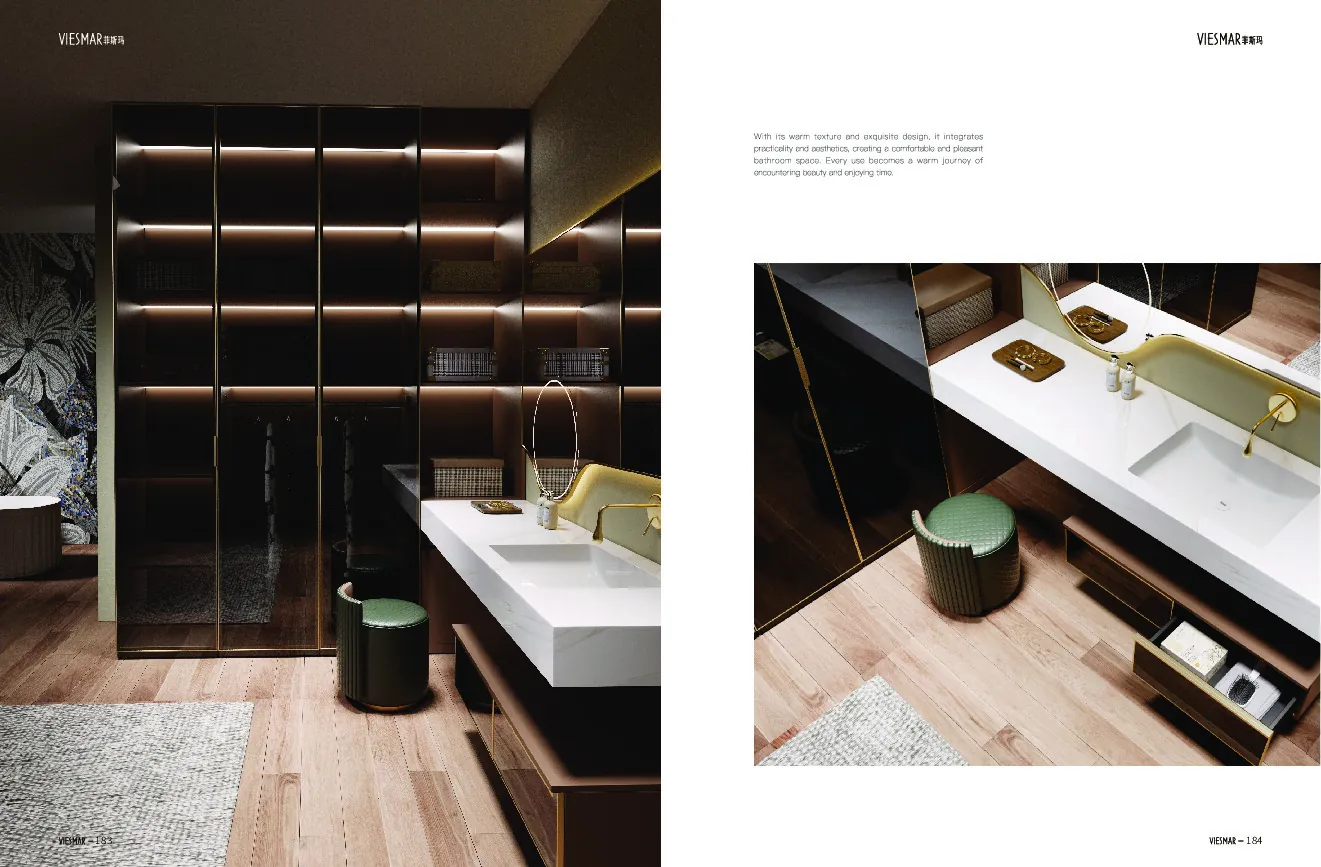 VIESMAR菲斯玛
VIESMAR菲斯玛
With its warm texture and exquisite design, it integrates
practicality and aesthetics, creating a comfortable and pleasant
bathroom space. Every use becomes a warm journey of
encountering beauty and enjoying time.
VIESMAR — 183
VIESMAR — 184